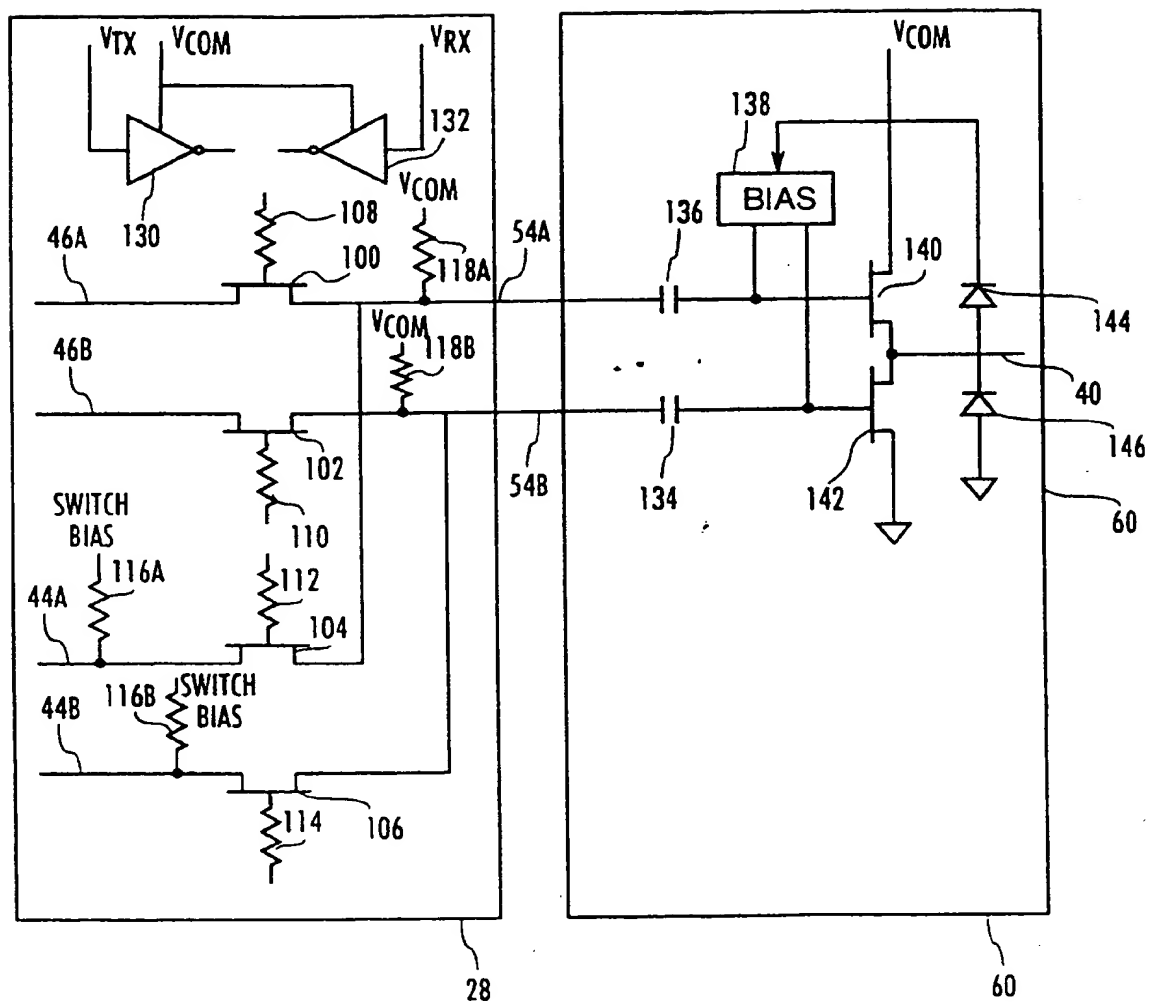 VTX VCOM VRX
VCOM
138
132
VCOM
BIAS
108
136
46A
130
54A
100
118A
140
VCOM
144
46B
118B
40
102
54B
134
146
SWITCH
BIAS
110
142
60
116A
112
44A
104
116B
SWITCH
BIAS
44B
114
106
28
60